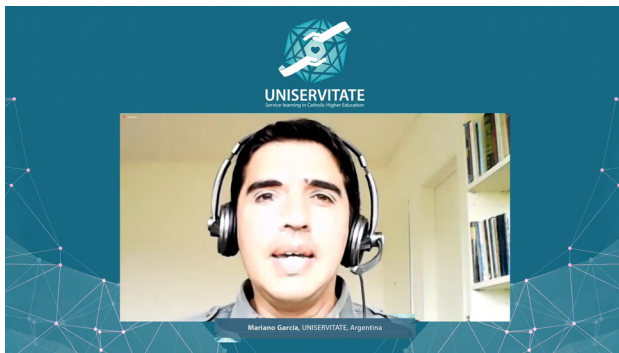 UNISERVITATE
Service-learning in Catholic Higher Education
Mariano García, UNISERVITATE, Argentina